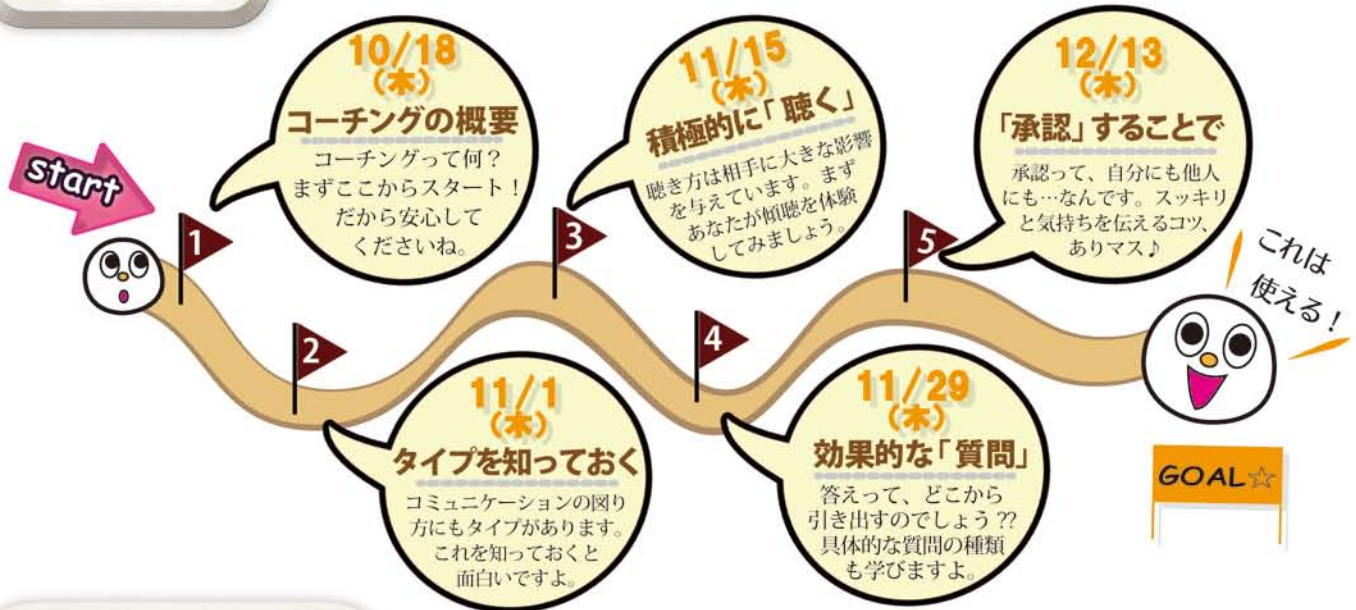 start
1
10/18
(木)
コーチングの概要
コーチングって何？
まずここからスタート！
だから安心して
くださいね。
2
11/1
(木)
タイプを知っておく
コミュニケーションの図り
方にもタイプがあります。
これを知っておくと
面白いですよ。
3
11/15
(木)
積極的に「聴く」
聴き方は相手に大きな影響
を与えています。まず
あなたが傾聴を体験
してみましょう。
4
11/29
(木)
効果的な「質問」
答えって、どこから
引き出すのでしょう??
具体的な質問の種類
も学びますよ。
5
12/13
(木)
「承認」することで
承認って、自分にも他人
にも…なんです。スッキリ
と気持ちを伝えるコツ、
ありマス♪
これは
使える！
GOAL☆